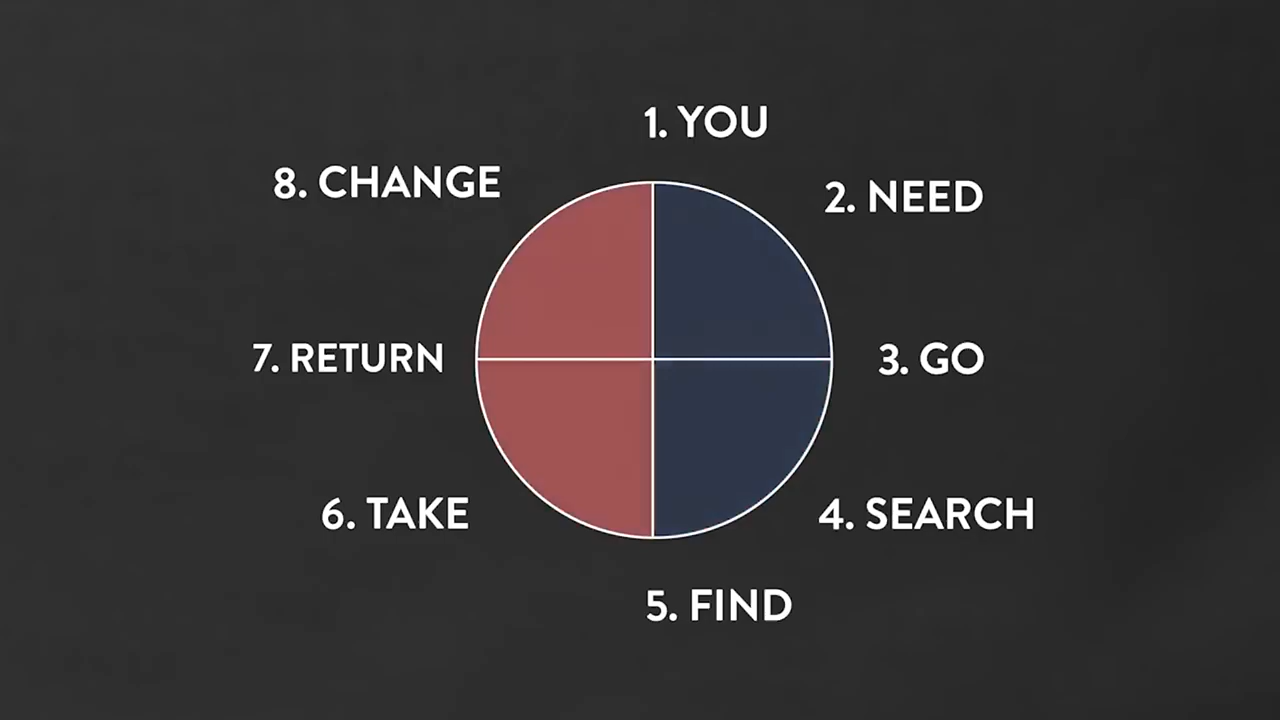 1. YOU
2. NEED
3. GO
4. SEARCH
5. FIND
6. TAKE
7. RETURN
8. CHANGE